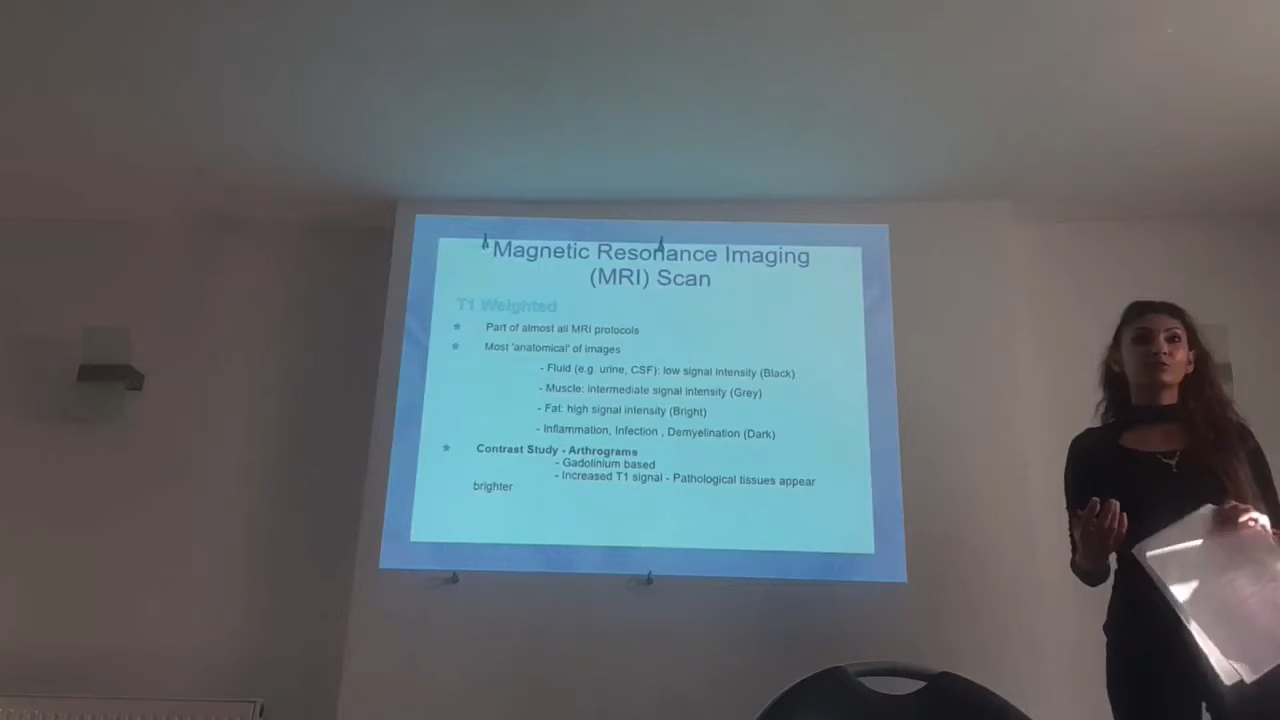 Magnetic Resonance Imaging
(MRI) Scan
T1 Weighted
Part of almost all MRI protocols
Most 'anatomical' of images
- Fluid (e.g. urine, CSF): low signal intensity (Black)
- Muscle: intermediate signal intensity (Grey)
- Fat: high signal intensity (Bright)
- Inflammation, Infection , Demyelination (Dark)
Contrast Study - Arthrograms
- Gadolinium based
- Increased T1 signal - Pathological tissues appear
brighter